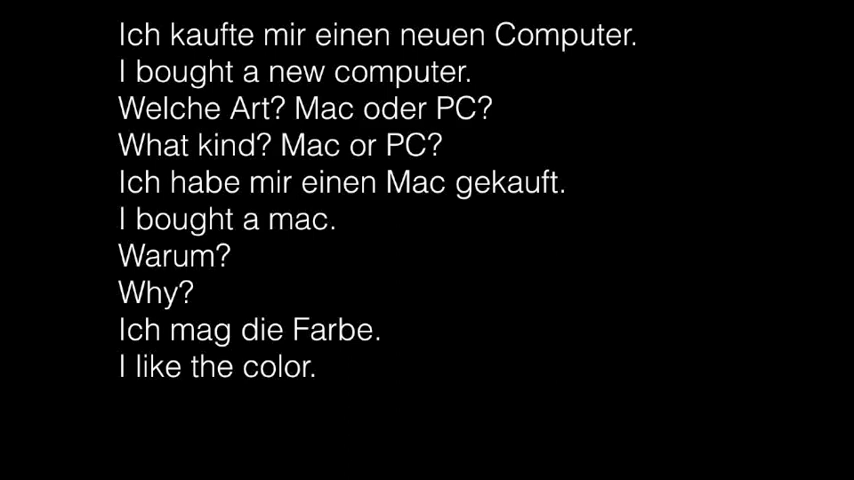 Ich kaufte mir einen neuen Computer.
I bought a new computer.
Welche Art? Mac oder PC?
What kind? Mac or PC?
Ich habe mir einen Mac gekauft.
I bought a mac.
Warum?
Why?
Ich mag die Farbe.
I like the color.